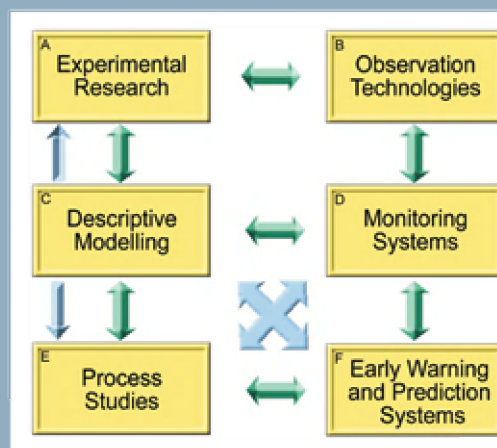 A
Experimental
Research
B
Observation
Technologies
C
Descriptive
Modelling
D
Monitoring
Systems
E
Process
Studies
F
Early Warning
and Prediction
Systems